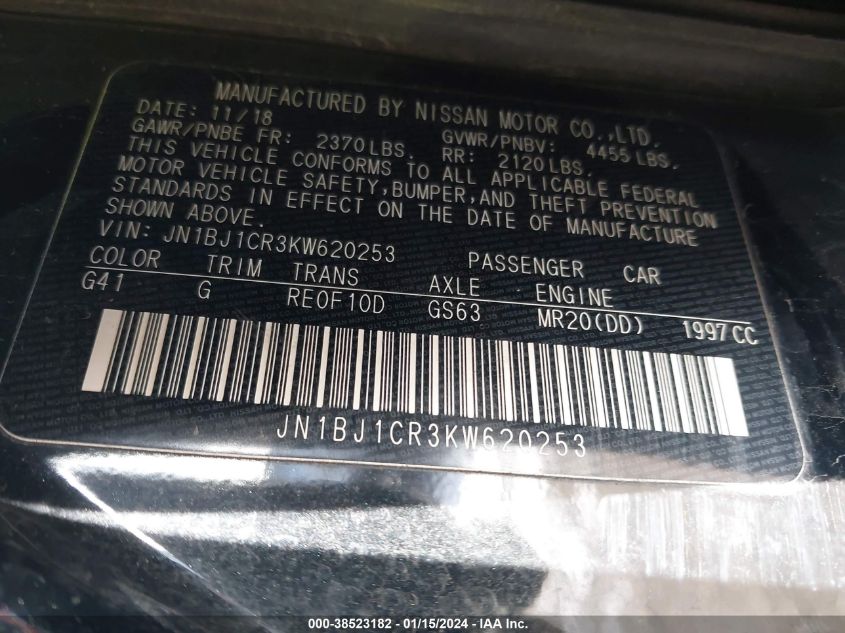 MANUFACTURED BY NISSAN MOTOR CO.,LTD.
DATE: 11/18
GAWR/PNBE FR: 2370LBS. GVWR/PNBV: 4455LBS.
RR: 2120LBS.
THIS VEHICLE CONFORMS TO ALL APPLICABLE FEDERAL
MOTOR VEHICLE SAFETY,BUMPER,AND THEFT PREVENTION
STANDARDS IN EFFECT ON THE DATE OF MANUFACTURE
SHOWN ABOVE.
VIN: JN1BJ1CR3KW620253 PASSENGER CAR
COLOR TRIM TRANS AXLE ENGINE
G41 G RE0F10D GS63 MR20(DD) 1997CC
JN1BJ1CR3KW620253
000-38523182 - 01/15/2024 - IAA Inc.